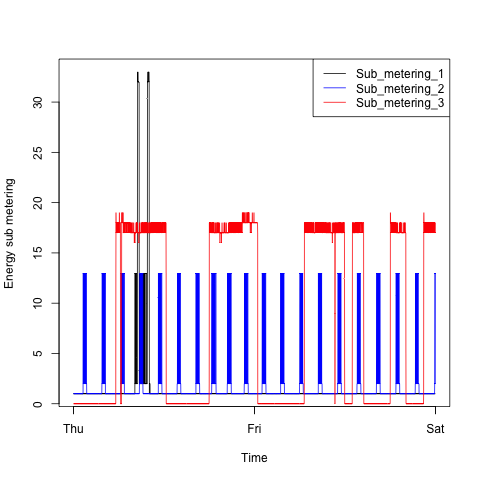 Sub_metering_1
Sub_metering_2
Sub_metering_3
Energy sub metering
30
25
20
15
10
5
0
Thu
Fri
Sat
Time